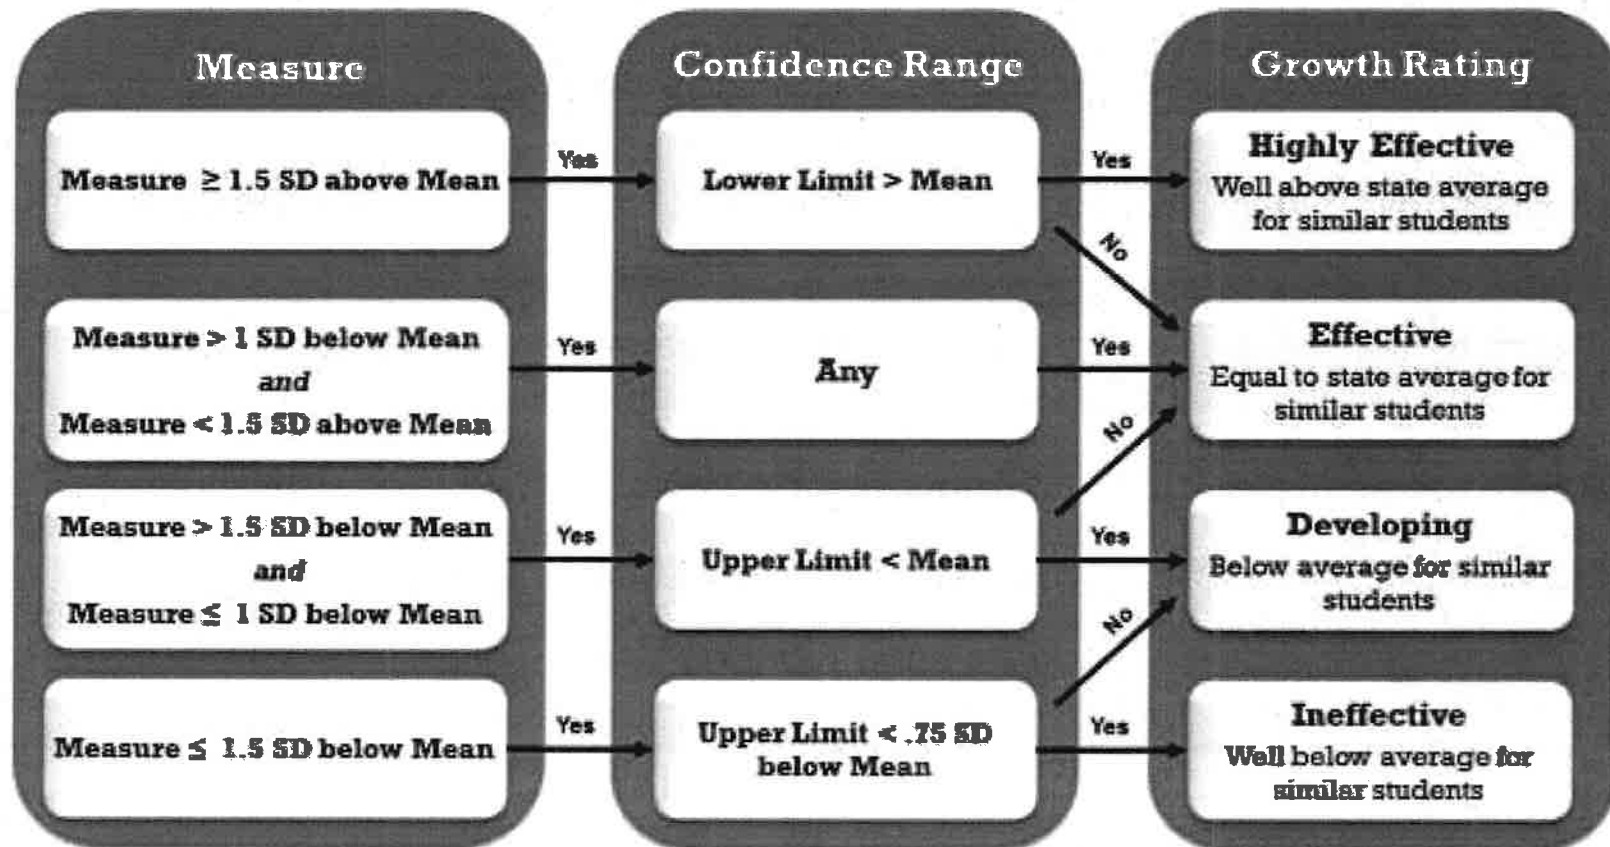 Measure
Measure ≥ 1.5 SD above Mean
Measure > 1 SD below Mean
and
Measure < 1.5 SD above Mean
Measure > 1.5 SD below Mean
and
Measure ≤ 1 SD below Mean
Measure ≤ 1.5 SD below Mean
Yes
Yes
Yes
Yes
Confidence Range
Lower Limit > Mean
Any
Upper Limit < Mean
Upper Limit < .75 SD
below Mean
Yes
No
Yes
No
Yes
No
Yes
Growth Rating
Highly Effective
Well above state average
for similar students
Effective
Equal to state average for
similar students
Developing
Below average for similar
students
Ineffective
Well below average for
similar students